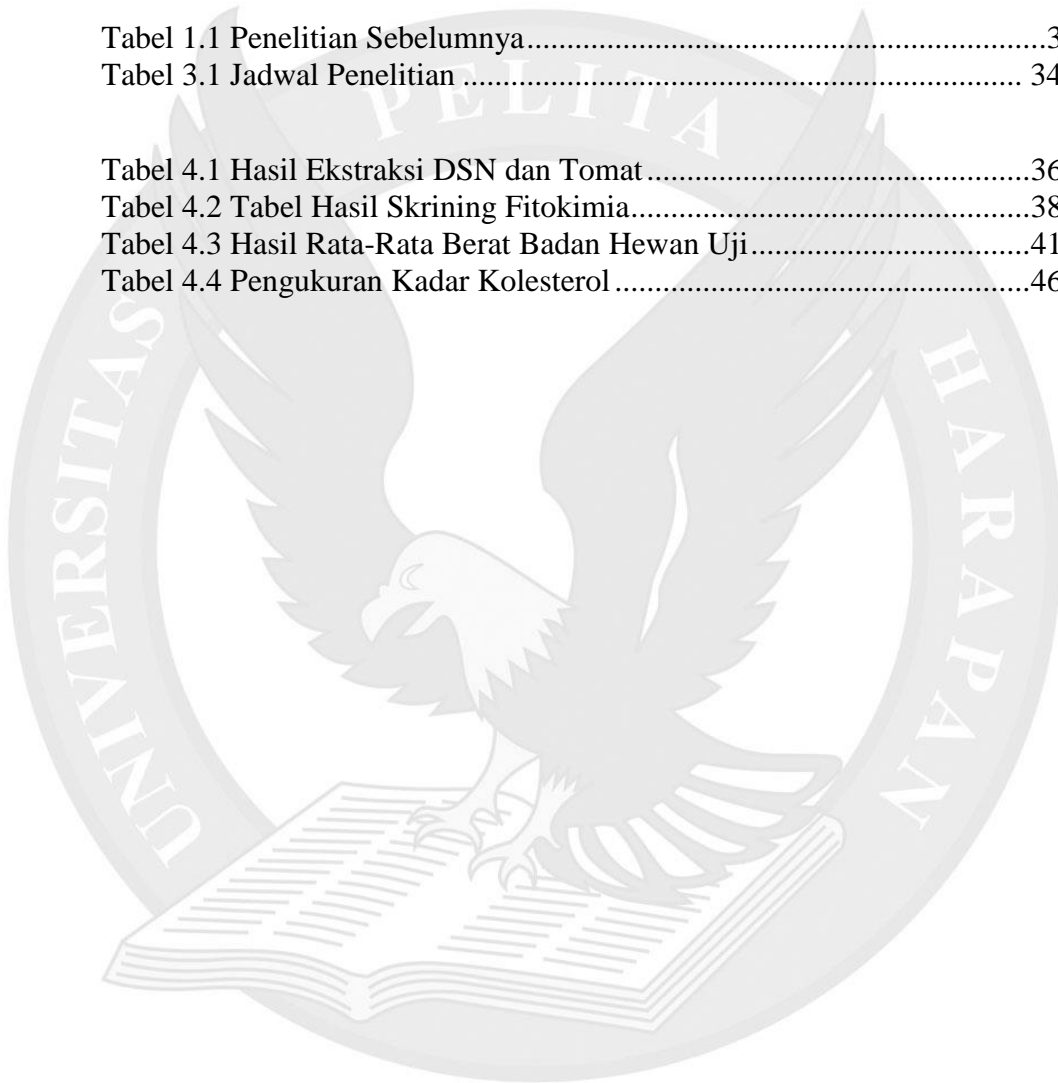 Tabel 1.1 Penelitian Sebelumnya..................................................................3
Tabel 3.1 Jadwal Penelitian ..................................................................... 34
Tabel 4.1 Hasil Ekstraksi DSN dan Tomat ...............................................36
Tabel 4.2 Tabel Hasil Skrining Fitokimia.................................................38
Tabel 4.3 Hasil Rata-Rata Berat Badan Hewan Uji..................................41
Tabel 4.4 Pengukuran Kadar Kolesterol ...................................................46
UNIVERSITAS PELITA HARAPAN